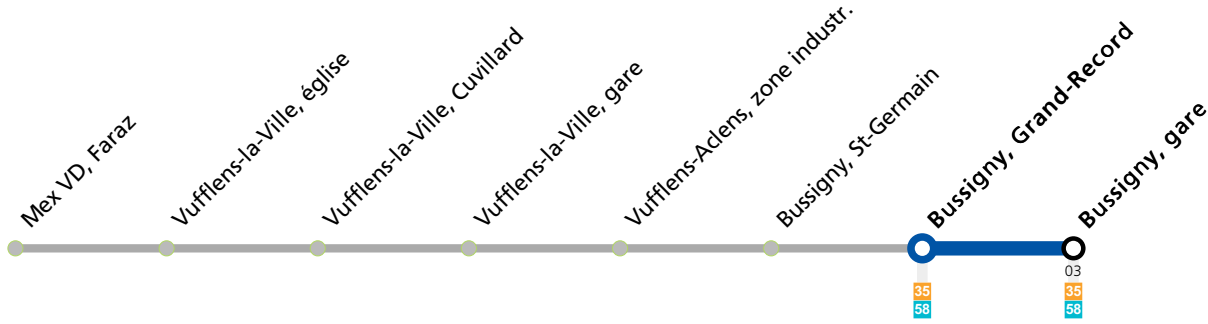 Mex VD, Faraz
Vufflens-la-Ville, église
Vufflens-la-Ville, Cuvillard
Vufflens-la-Ville, gare
Vufflens-Aclens, zone industr.
Bussigny, St-Germain
Bussigny, Grand-Record
Bussigny, gare
03
35
58
35
58